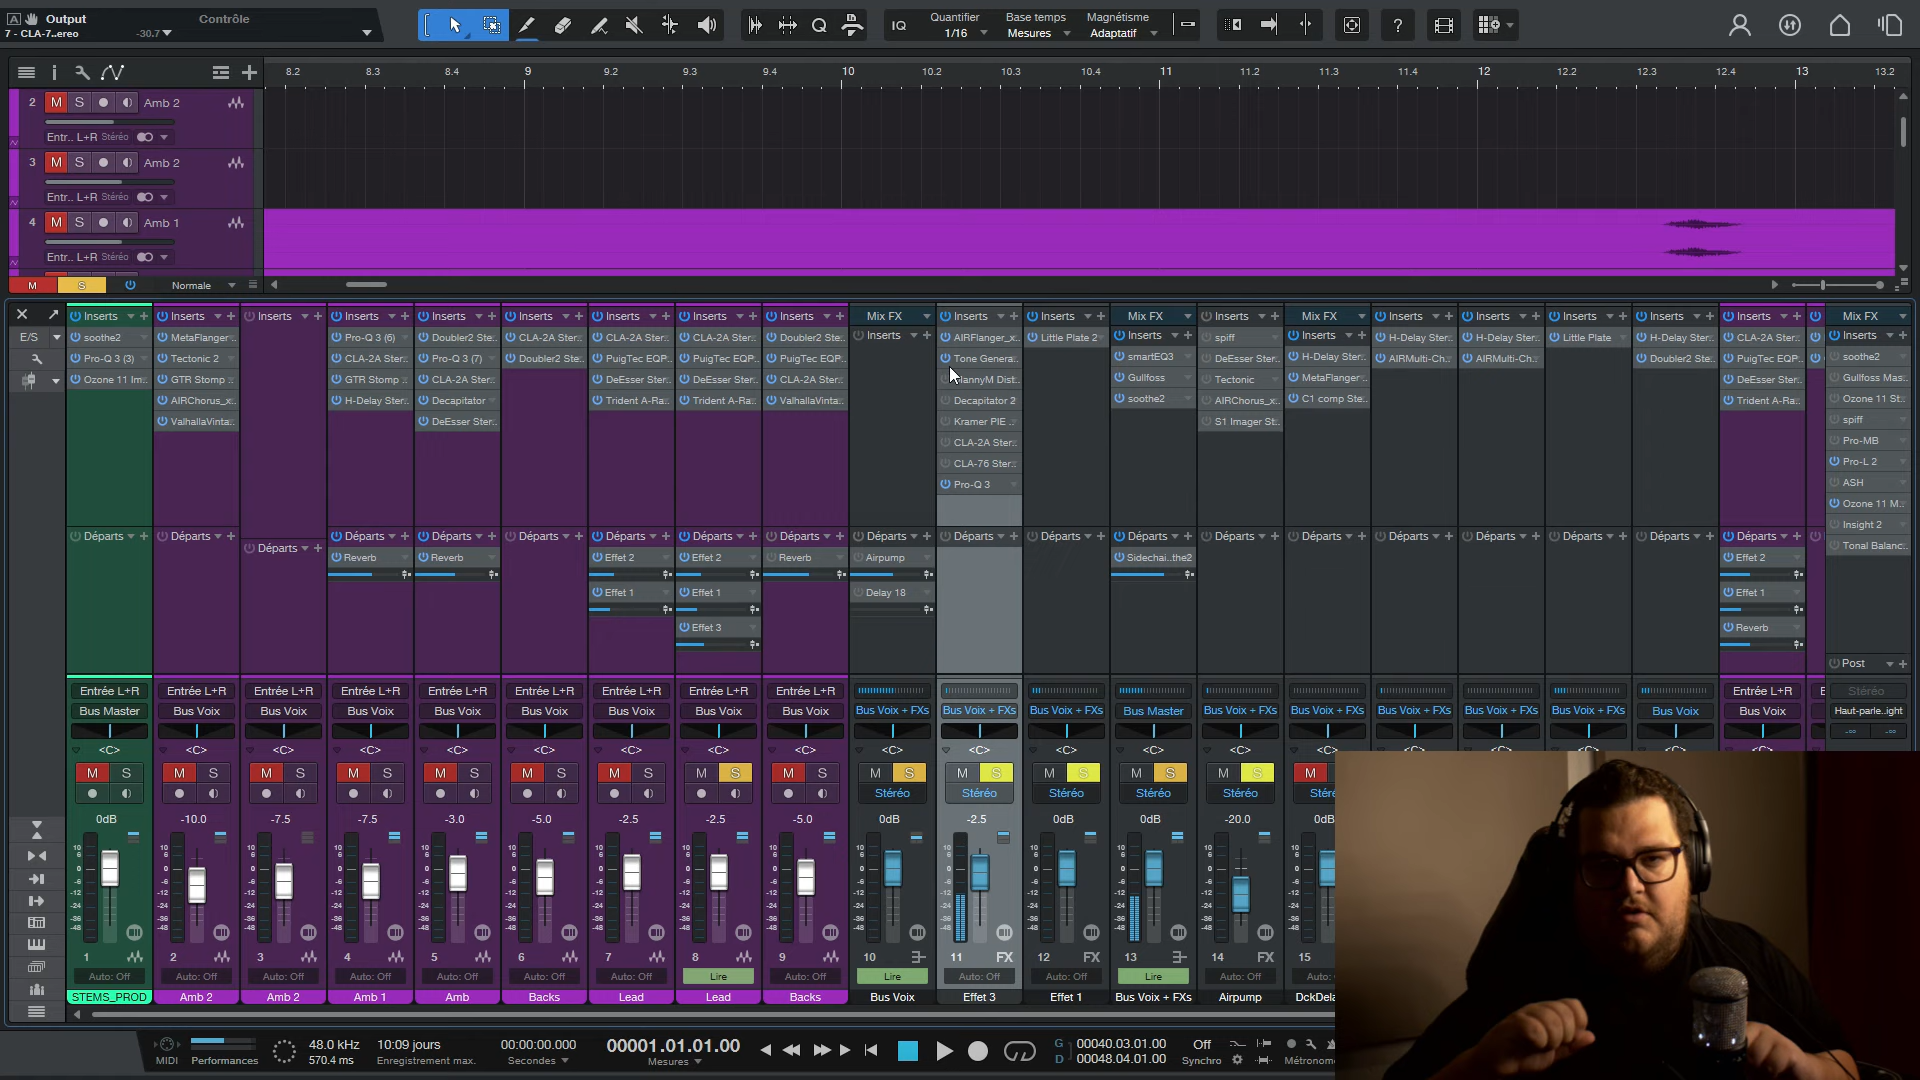 Output
Contrôle
7 - CLA-7..ereo
-30.7
IQ
Quantifier
1/16
Base temps
Mesures
Magnétisme
Adaptatif
?
8.2 8.3 8.4 9 9.2 9.3 9.4 10 10.2 10.3 10.4 11 11.2 11.3 11.4 12 12.2 12.2 12.4 13 13.2
2 M S Amb 2
Entr.. L+R Stéréo
3 M S Amb 2
Entr.. L+R Stéréo
4 M S Amb 1
Entr.. L+R Stéréo
M S Normale
Inserts Inserts Inserts Inserts Inserts Inserts Inserts Inserts Inserts Mix FX Inserts Inserts Mix FX Inserts Mix FX Inserts Inserts Inserts Inserts Inserts Mix FX
E/S
soothe2
Pro-Q 3 (3)
Ozone 11 Im..
MetaFlanger
Tectonic 2
GTR Stomp
AIRChorus_x..
ValhallaVinta..
Pro-Q 3 (6)
CLA-2A Ster..
GTR Stomp
H-Delay Ster..
Doubler2 Ste..
Pro-Q 3 (7)
CLA-2A Ster..
Decapitator
DeEsser Ster..
CLA-2A Ster..
Doubler2 Ste..
CLA-2A Ster..
PuigTec EQP..
DeEsser Ster..
Trident A-Ra..
CLA-2A Ster..
PuigTec EQP..
DeEsser Ster..
Trident A-Ra..
Doubler2 Ste..
PuigTec EQP..
CLA-2A Ster..
ValhallaVinta..
Inserts
AIRFlanger_x..
Tone Genera..
Decapitator 2
Kramer PIE ..
CLA-2A Ster..
CLA-76 Ster..
Pro-Q 3
Little Plate 2
Inserts
smartEQ3
Gullfoss
soothe2
spiff
DeEsser Ster..
Tectonic
AIRChorus_x..
S1 Imager St..
Inserts
H-Delay Ster..
MetaFlanger
C1 comp Ste..
H-Delay Ster..
AIRMulti-Ch..
H-Delay Ster..
AIRMulti-Ch..
Little Plate
H-Delay Ster..
Doubler2 Ste..
CLA-2A Ster..
PuigTec EQP..
DeEsser Ster..
Trident A-Ra..
Inserts
soothe2
Gullfoss Mas..
Ozone 11 St..
spiff
Pro-MB
Pro-L 2
ASH
Ozone 11 M..
Insight 2
Tonal Balanc..
Départs Départs Départs Départs Départs Départs Départs Départs Départs Départs Départs Départs Départs Départs Départs Départs Départs Départs Départs Départs
Reverb
Reverb
Effet 2
Effet 1
Effet 2
Effet 1
Effet 3
Reverb
Airpump
Delay 18
Sidechai..the2
Effet 2
Effet 1
Reverb
Post
Entrée L+R Entrée L+R Entrée L+R Entrée L+R Entrée L+R Entrée L+R Entrée L+R Entrée L+R Entrée L+R Entrée L+R Stéréo
Bus Master Bus Voix Bus Voix Bus Voix Bus Voix Bus Voix Bus Voix Bus Voix Bus Voix Bus Voix + FXs Bus Voix + FXs Bus Voix + FXs Bus Master Bus Voix + FXs Bus Voix + FXs Bus Voix + FXs Bus Voix + FXs Bus Voix + FXs Bus Voix Bus Voix Haut-parle..ight
<C> <C> <C> <C> <C> <C> <C> <C> <C> <C> <C> <C> <C> <C> <C> <C> <C> <C> <C> <C>
M S M S M S M S M S M S M S M S M S M S M S M S M S M S M
Stéréo Stéréo Stéréo Stéréo Stéréo Stéré
0dB -10.0 -7.5 -7.5 -3.0 -5.0 -2.5 -2.5 -5.0 0dB -2.5 0dB 0dB -20.0 0dB
1 2 3 4 5 6 7 8 9 10 11 FX 12 FX 13 14 FX 15
Auto: Off Auto: Off Auto: Off Auto: Off Auto: Off Auto: Off Auto: Off Lire Auto: Off Lire Auto: Off Auto: Off Lire Auto: Off Auto: O
STEMS_PROD Amb 2 Amb 2 Amb 1 Amb Backs Lead Lead Backs Bus Voix Effet 3 Effet 1 Bus Voix + FXs Airpump DckDela
MIDI
Performances
48.0 kHz
570.4 ms
10:09 jours
Enregistrement max.
00:00:00.000
Secondes
00001.01.01.00
Mesures
G 00040.03.01.00
D 00048.04.01.00
Off
Synchro
Métronome